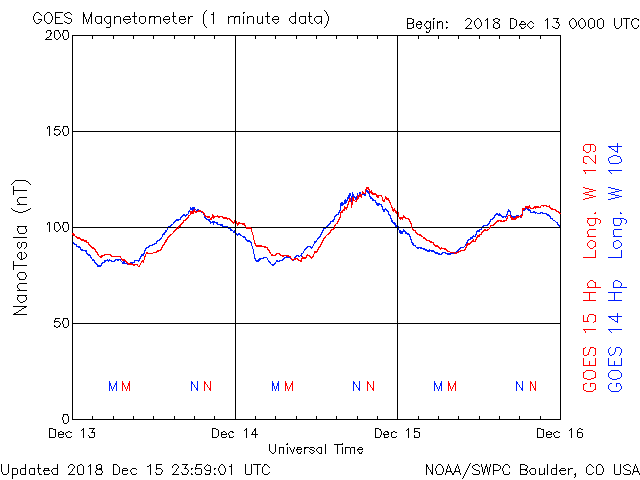 GOES Magnetometer (1 minute data)
Begin: 2018 Dec 13 0000 UTC
200
150
100
50
0
NanoTesla (nT)
M M N N M M N N M M N N
Dec 13 Dec 14 Dec 15 Dec 16
Universal Time
GOES 15 Hp Long. W 129
GOES 14 Hp Long. W 104
Updated 2018 Dec 15 23:59:01 UTC
NOAA/SWPC Boulder, CO USA